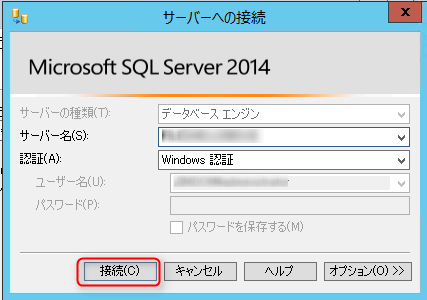 サーバーへの接続
Microsoft SQL Server 2014
サーバーの種類(T): データベース エンジン
サーバー名(S):
認証(A): Windows 認証
ユーザー名(U):
パスワード(P):
パスワードを保存する(M)
接続(C) キャンセル ヘルプ オプション(O) >>